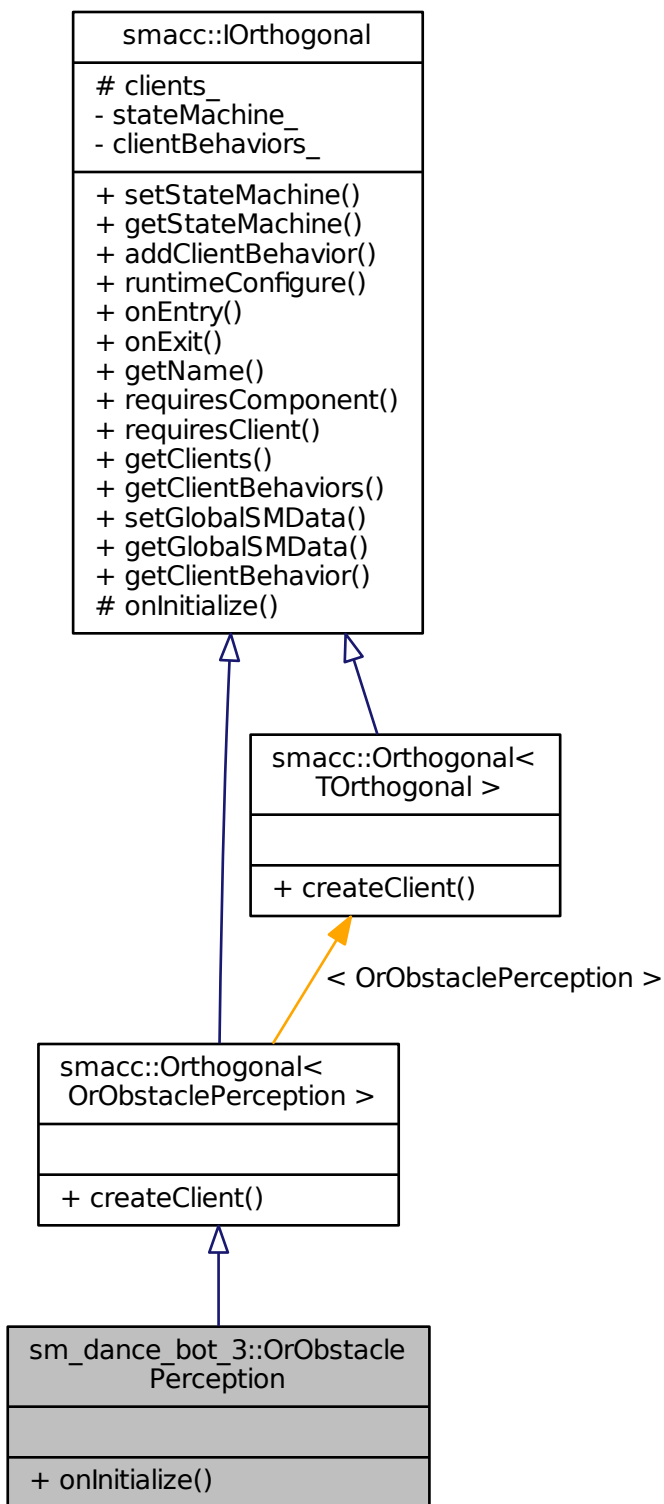 smacc::IOrthogonal
# clients_
- stateMachine_
- clientBehaviors_
+ setStateMachine()
+ getStateMachine()
+ addClientBehavior()
+ runtimeConfigure()
+ onEntry()
+ onExit()
+ getName()
+ requiresComponent()
+ requiresClient()
+ getClients()
+ getClientBehaviors()
+ setGlobalSMData()
+ getGlobalSMData()
+ getClientBehavior()
# onInitialize()
smacc::Orthogonal<
TOrthogonal >
+ createClient()
< OrObstaclePerception >
smacc::Orthogonal<
OrObstaclePerception >
+ createClient()
sm_dance_bot_3::OrObstacle
Perception
+ onInitialize()